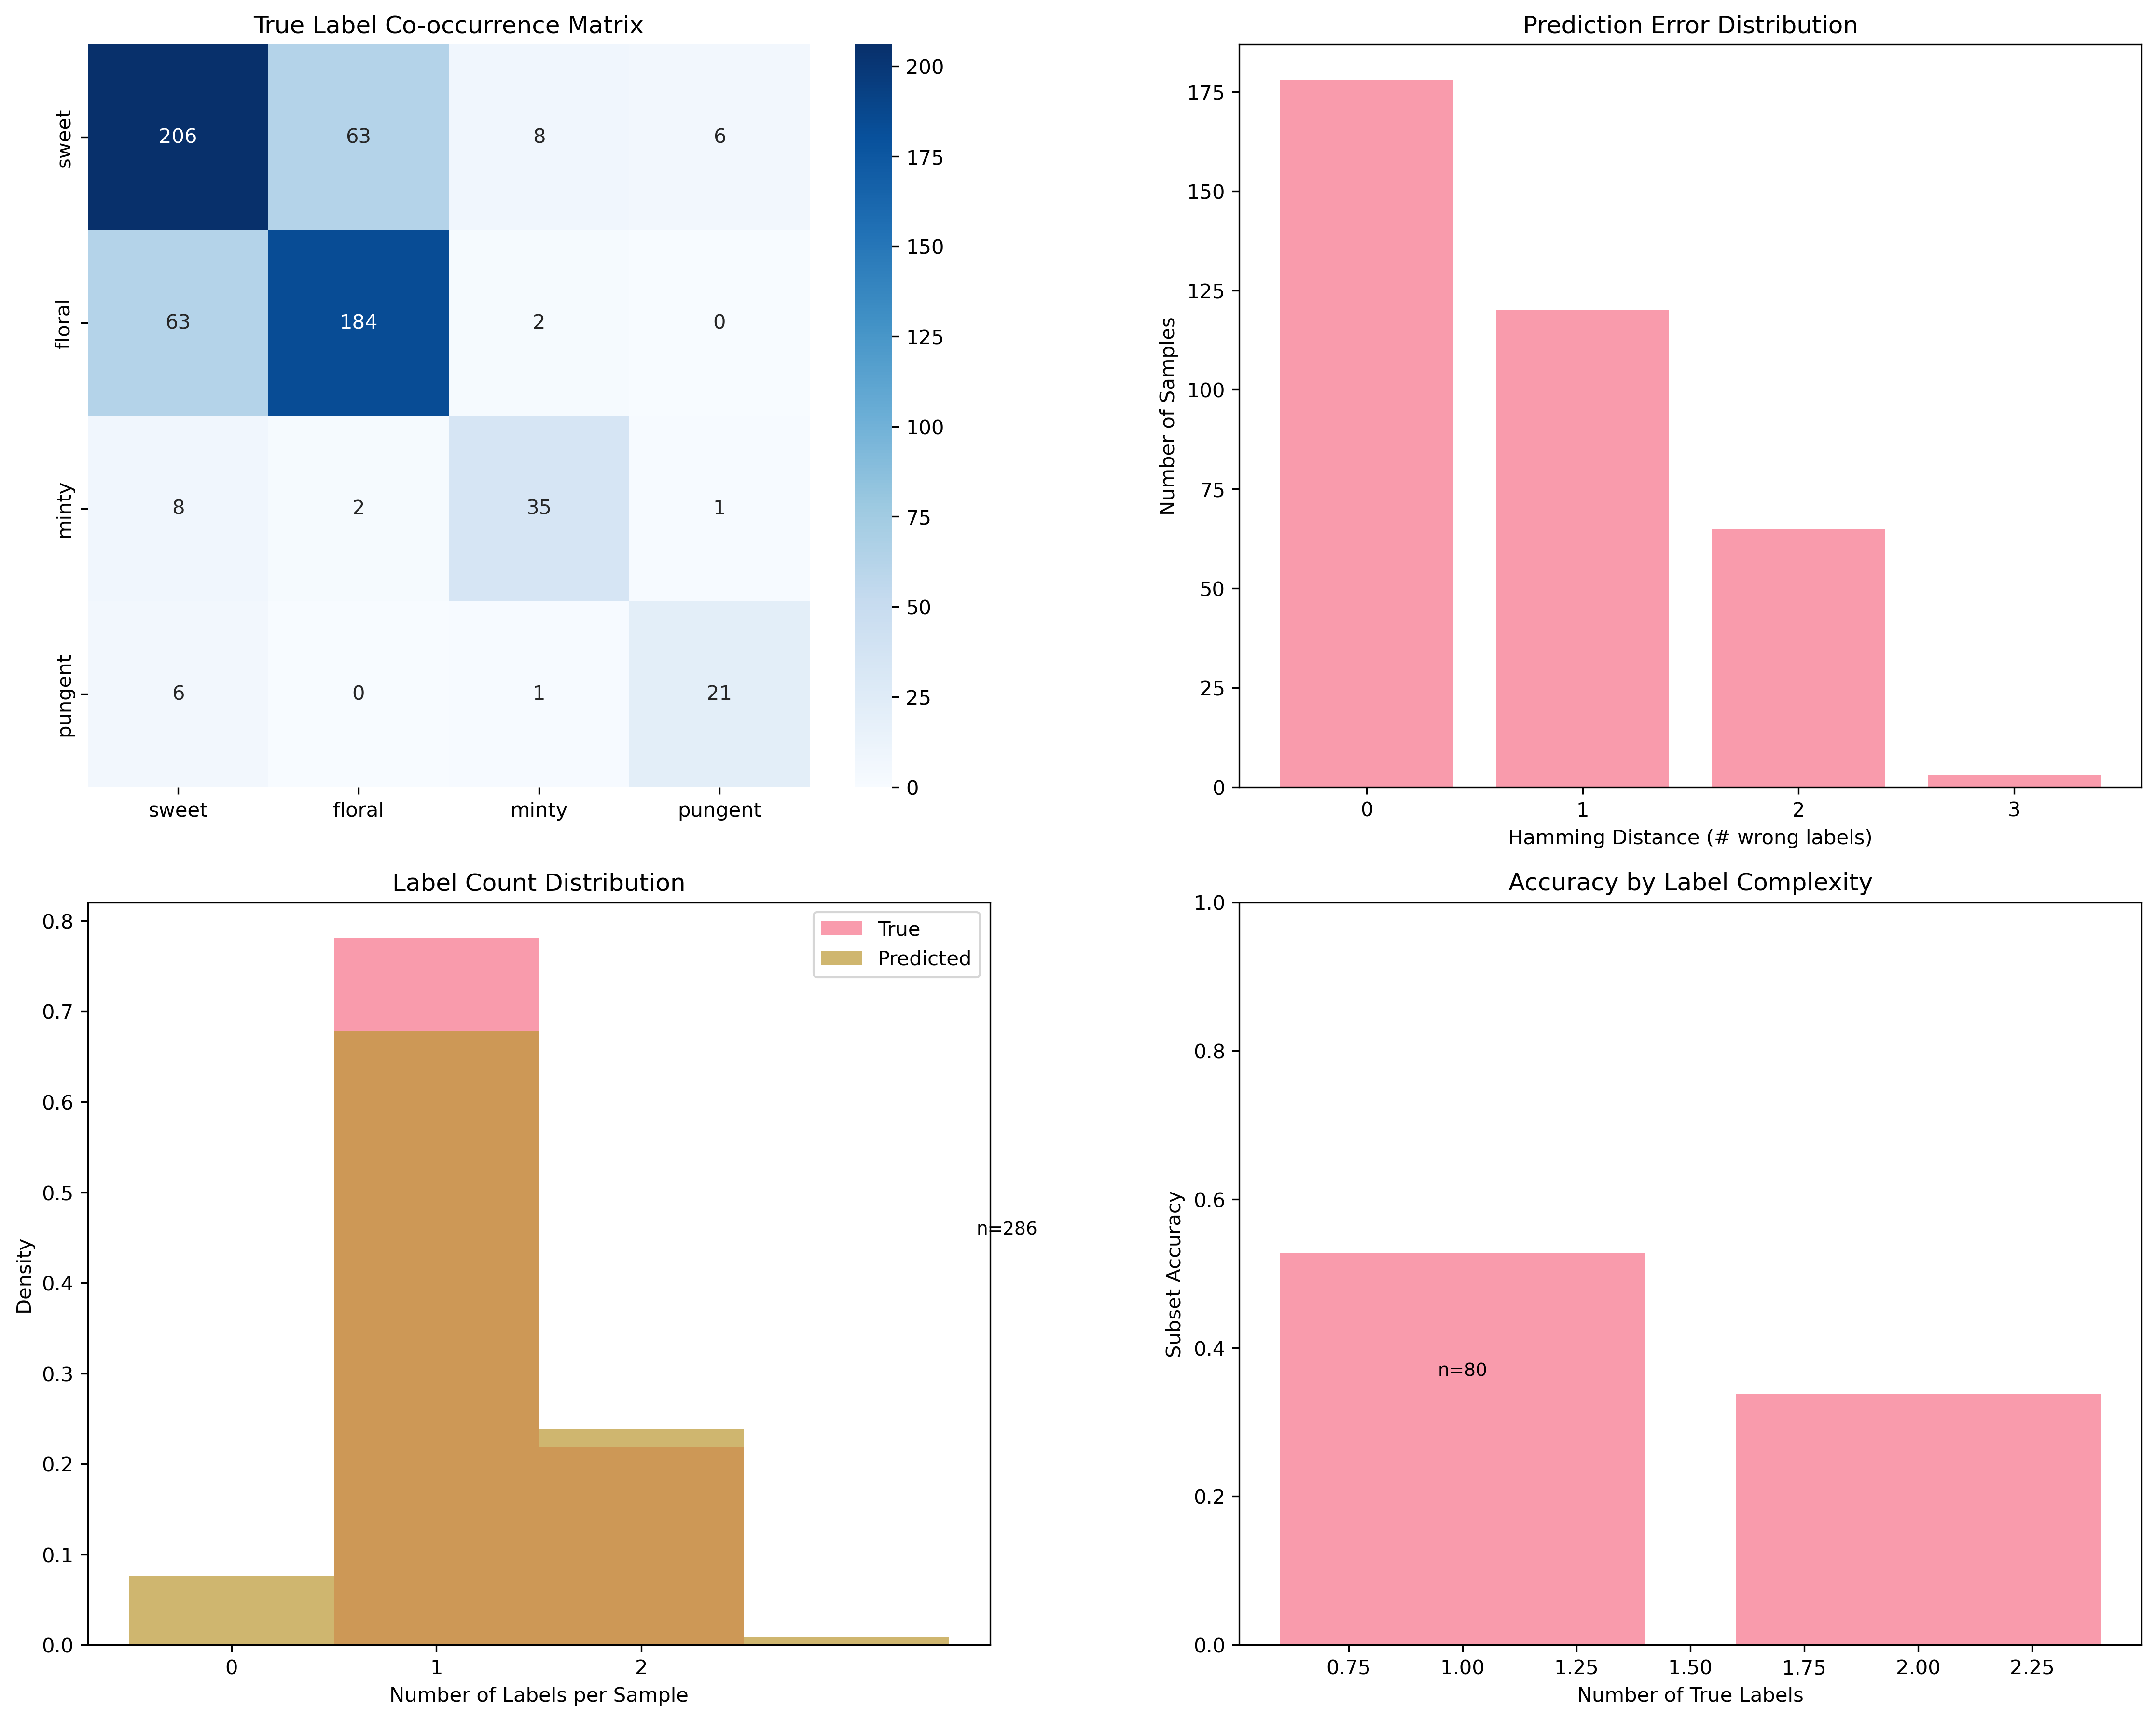 True Label Co-occurrence Matrix
sweet
206
63
8
6
floral
63
184
2
0
minty
8
2
35
1
pungent
6
0
1
21
sweet
floral
minty
pungent
200
175
150
125
100
75
50
25
0
Prediction Error Distribution
Number of Samples
175
150
125
100
75
50
25
0
0
1
2
3
Hamming Distance (# wrong labels)
Label Count Distribution
True
Predicted
Density
0.8
0.7
0.6
0.5
0.4
0.3
0.2
0.1
0.0
n=286
0
1
2
Number of Labels per Sample
Accuracy by Label Complexity
Subset Accuracy
1.0
0.8
0.6
0.4
0.2
0.0
n=80
0.75
1.00
1.25
1.50
1.75
2.00
2.25
Number of True Labels